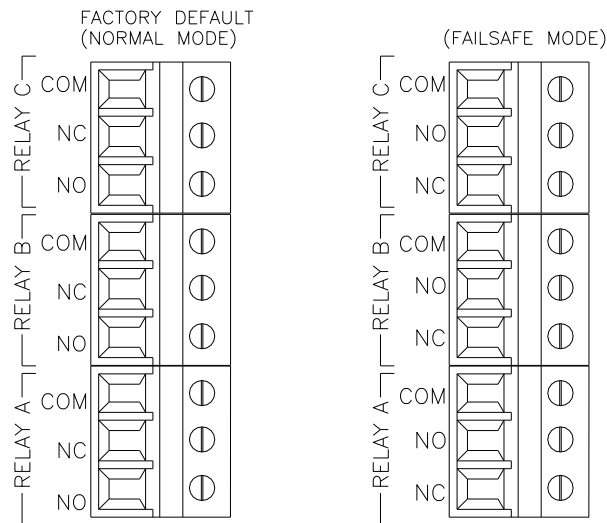 FACTORY DEFAULT
(NORMAL MODE)
RELAY C
COM
NC
NO
RELAY B
COM
NC
NO
RELAY A
COM
NC
NO
(FAILSAFE MODE)
RELAY C
COM
NO
NC
RELAY B
COM
NO
NC
RELAY A
COM
NO
NC